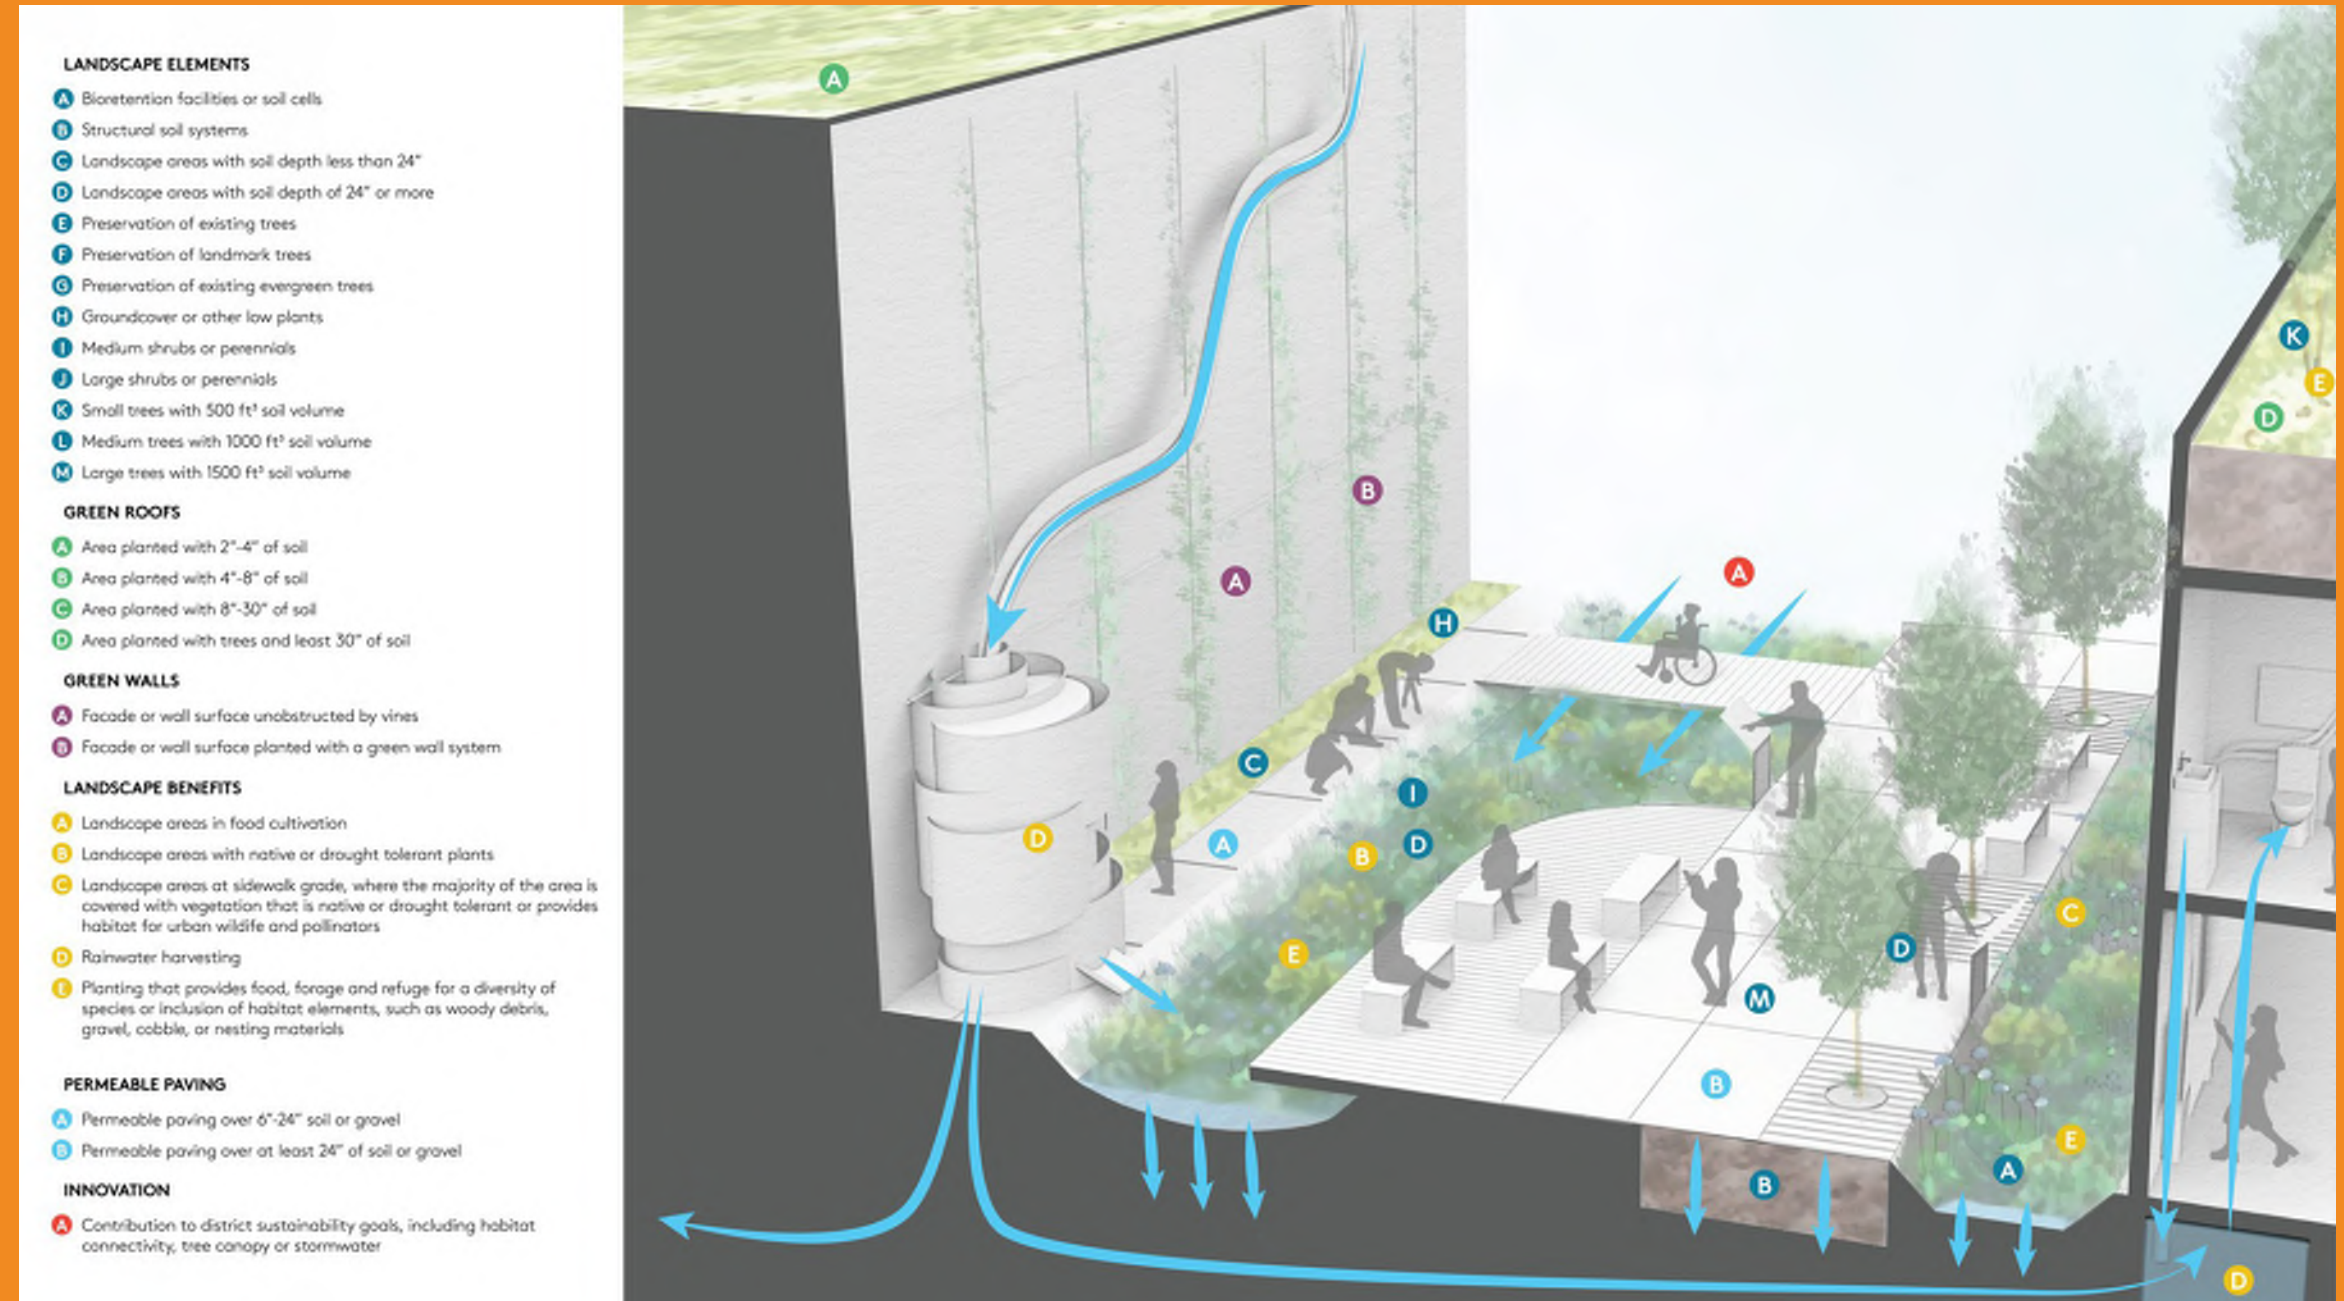 LANDSCAPE ELEMENTS
A Bioretention facilities or soil cells
B Structural soil systems
C Landscape areas with soil depth less than 24"
D Landscape areas with soil depth of 24" or more
E Preservation of existing trees
F Preservation of landmark trees
G Preservation of existing evergreen trees
H Groundcover or other low plants
I Medium shrubs or perennials
J Large shrubs or perennials
K Small trees with 500 ft³ soil volume
L Medium trees with 1000 ft³ soil volume
M Large trees with 1500 ft³ soil volume
GREEN ROOFS
A Area planted with 2"-4" of soil
B Area planted with 4"-8" of soil
C Area planted with 8"-30" of soil
D Area planted with trees and least 30" of soil
GREEN WALLS
A Facade or wall surface unobstructed by vines
B Facade or wall surface planted with a green wall system
LANDSCAPE BENEFITS
A Landscape areas in food cultivation
B Landscape areas with native or drought tolerant plants
C Landscape areas at sidewalk grade, where the majority of the area is
covered with vegetation that is native or drought tolerant or provides
habitat for urban wildife and pollinators
D Rainwater harvesting
E Planting that provides food, forage and refuge for a diversity of
species or inclusion of habitat elements, such as woody debris,
gravel, cobble, or nesting materials
PERMEABLE PAVING
A Permeable paving over 6"-24" soil or gravel
B Permeable paving over at least 24" of soil or gravel
INNOVATION
A Contribution to district sustainability goals, including habitat
connectivity, tree canopy or stormwater
A
K
E
D
B
A
A
H
C
I
D
A
B
D
E
C
D
M
B
E
A
B
D